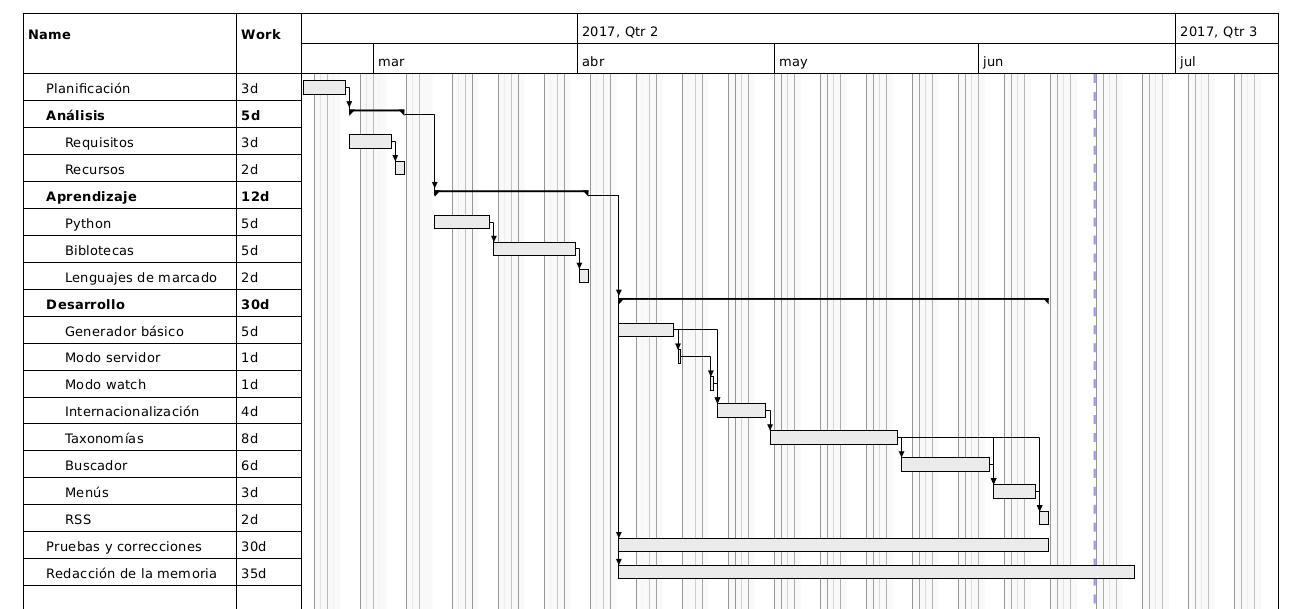 Name Work 2017, Qtr 2 2017, Qtr 3
mar abr may jun jul
Planificación 3d
Análisis 5d
Requisitos 3d
Recursos 2d
Aprendizaje 12d
Python 5d
Biblotecas 5d
Lenguajes de marcado 2d
Desarrollo 30d
Generador básico 5d
Modo servidor 1d
Modo watch 1d
Internacionalización 4d
Taxonomías 8d
Buscador 6d
Menús 3d
RSS 2d
Pruebas y correcciones 30d
Redacción de la memoria 35d